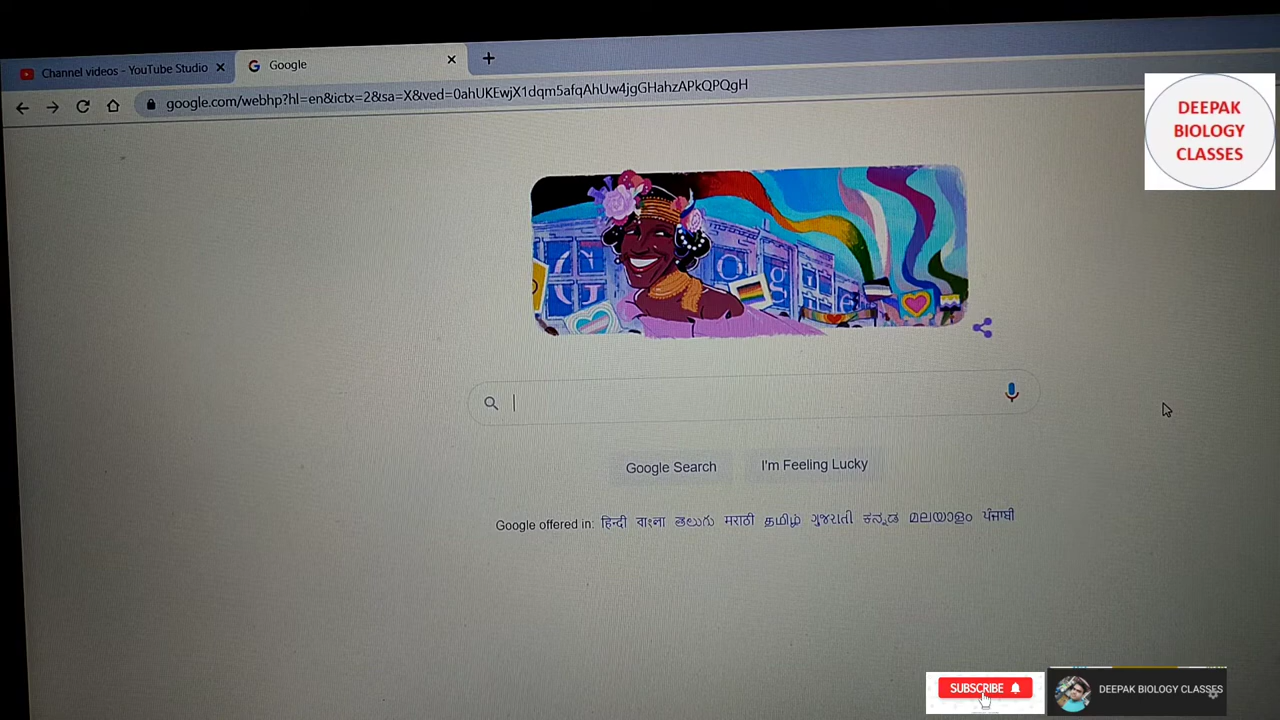 Channel videos - YouTube Studio
Google
google.com/webhp?hl=en&ictx=2&sa=X&ved=0ahUKEwjX1dqm5afqAhUw4jgGHahzAPkQPQgH
DEEPAK
BIOLOGY
CLASSES
Google
Google Search
I'm Feeling Lucky
Google offered in: हिन्दी বাংলা తెలుగు मराठी தமிழ் ગુજરાતી ಕನ್ನಡ മലയാളം ਪੰਜਾਬੀ
SUBSCRIBE
DEEPAK BIOLOGY CLASSES